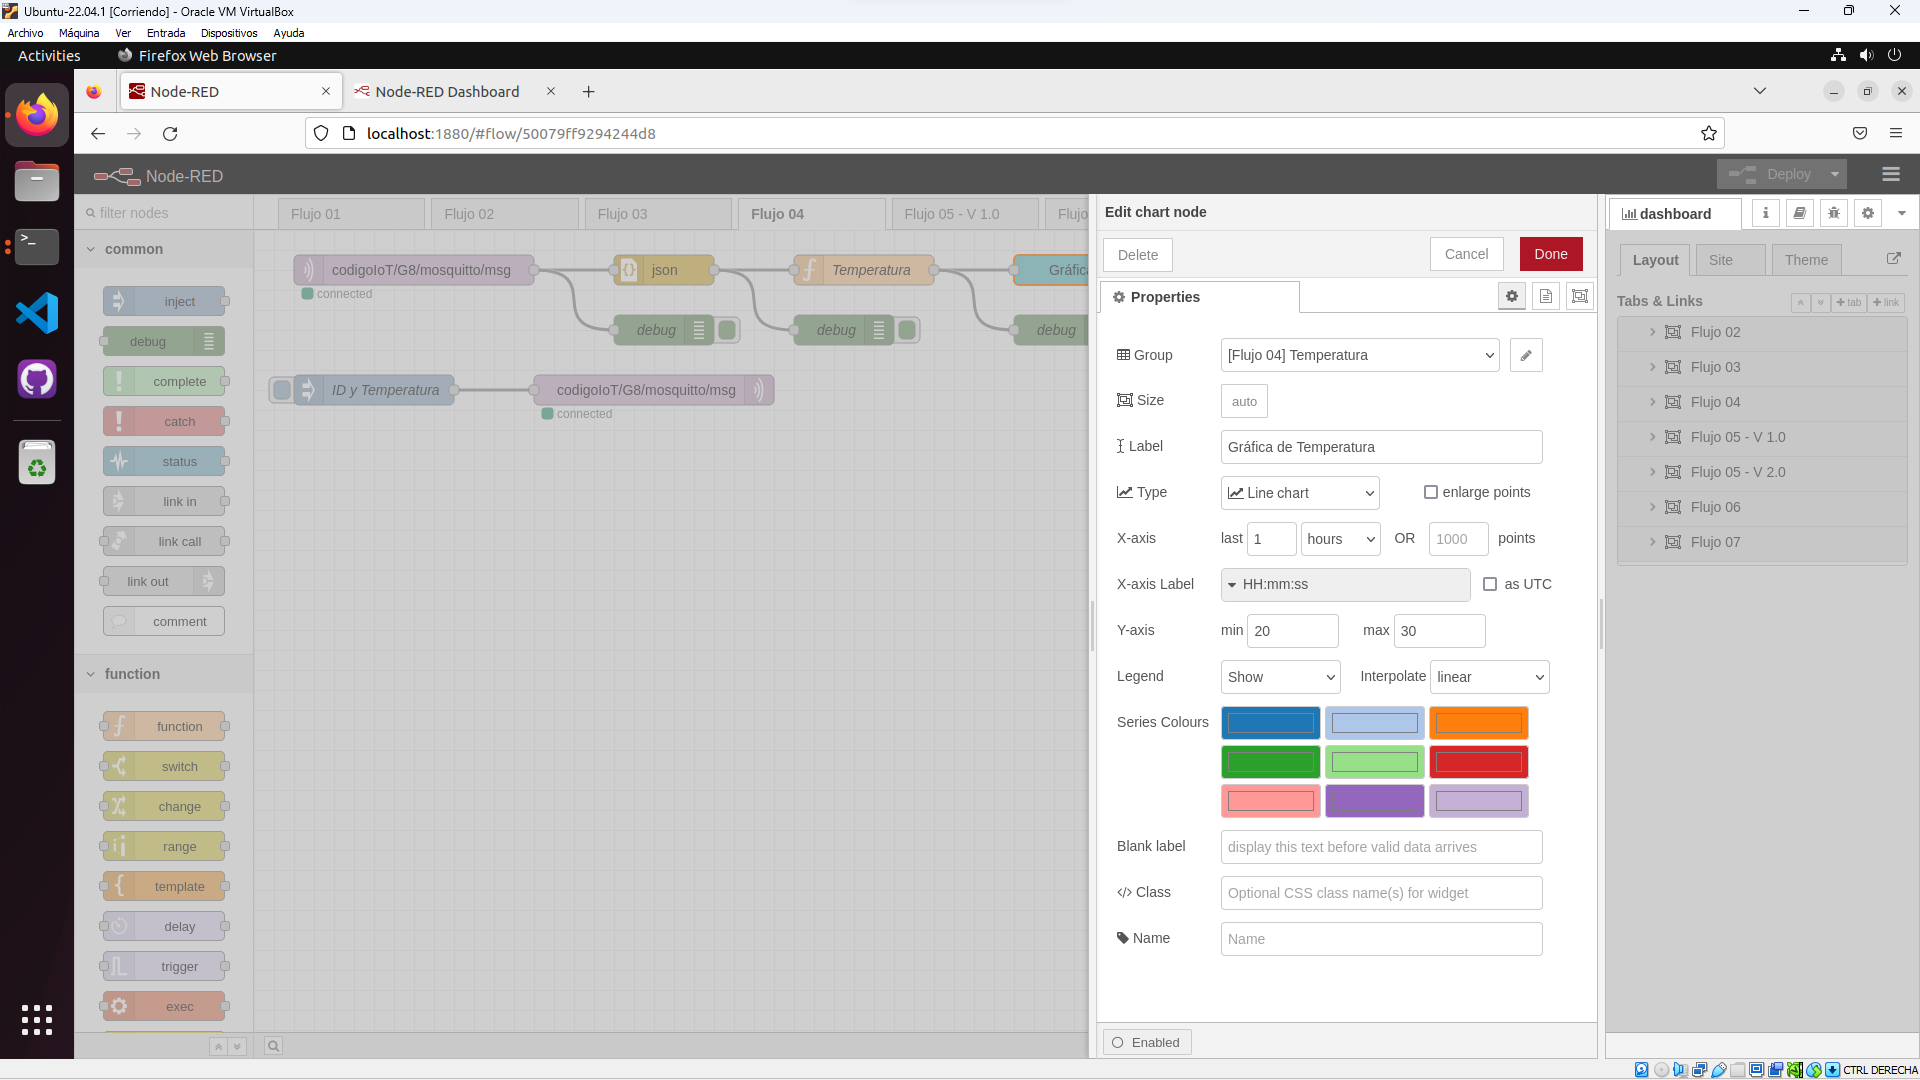 Ubuntu-22.04.1 [Corriendo] - Oracle VM VirtualBox
Archivo Máquina Ver Entrada Dispositivos Ayuda
Activities Firefox Web Browser
Node-RED Node-RED Dashboard
localhost:1880/#flow/50079ff9294244d8
Node-RED Deploy
filter nodes
Flujo 01 Flujo 02 Flujo 03 Flujo 04 Flujo 05 - V 1.0 Flujo
common
inject
debug
complete
catch
status
link in
link call
link out
comment
function
function
switch
change
range
template
delay
trigger
exec
codigoIoT/G8/mosquitto/msg json Temperatura Gráfic
connected
debug debug debug
ID y Temperatura codigoIoT/G8/mosquitto/msg
connected
Edit chart node
Delete Cancel Done
Properties
Group [Flujo 04] Temperatura
Size auto
Label Gráfica de Temperatura
Type Line chart enlarge points
X-axis last 1 hours OR 1000 points
X-axis Label HH:mm:ss as UTC
Y-axis min 20 max 30
Legend Show Interpolate linear
Series Colours
Blank label display this text before valid data arrives
</> Class Optional CSS class name(s) for widget
Name Name
Enabled
dashboard
Layout Site Theme
Tabs & Links + tab + link
Flujo 02
Flujo 03
Flujo 04
Flujo 05 - V 1.0
Flujo 05 - V 2.0
Flujo 06
Flujo 07
CTRL DERECHA